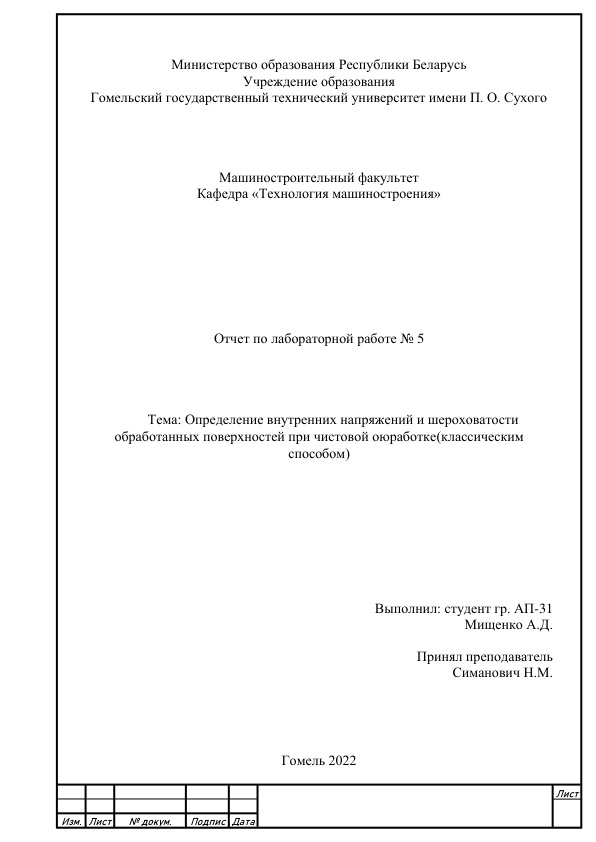 Министерство образования Республики Беларусь
Учреждение образования
Гомельский государственный технический университет имени П. О. Сухого
Машиностроительный факультет
Кафедра «Технология машиностроения»
Отчет по лабораторной работе № 5
Тема: Определение внутренних напряжений и шероховатости
обработанных поверхностей при чистовой оюработке(классическим
способом)
Выполнил: студент гр. АП-31
Мищенко А.Д.
Принял преподаватель
Симанович Н.М.
Гомель 2022
Лист
Изм. Лист № докум. Подпис Дата